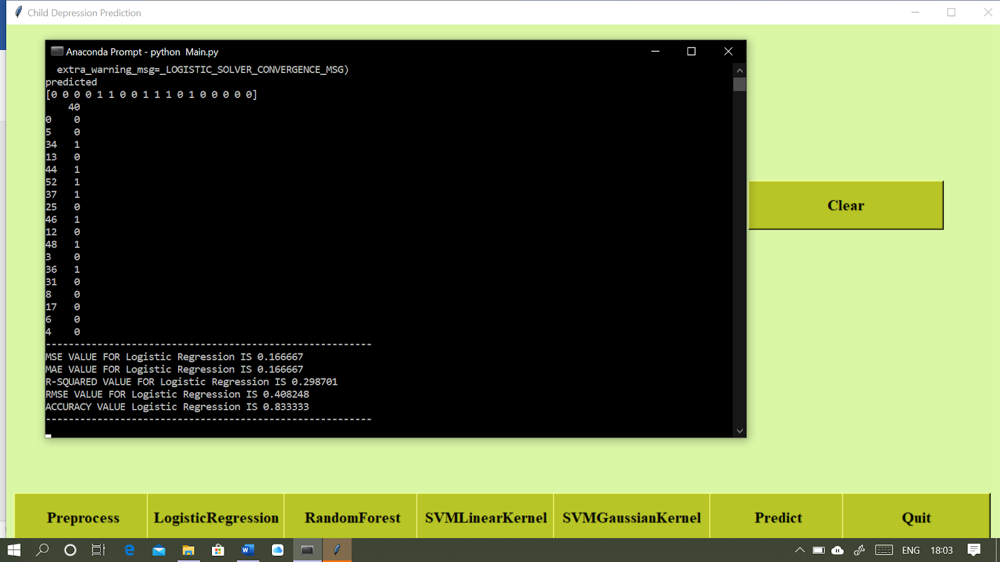 Child Depression Prediction
Anaconda Prompt - python  Main.py
  extra_warning_msg=_LOGISTIC_SOLVER_CONVERGENCE_MSG)
predicted
[0 0 0 0 1 1 0 0 1 1 1 0 1 0 0 0 0 0]
    40
0    0
5    0
34   1
13   0
44   1
52   1
37   1
25   0
46   1
12   0
48   1
3    0
36   1
31   0
8    0
17   0
6    0
4    0
---------------------------------------------------------
MSE VALUE FOR Logistic Regression IS 0.166667
MAE VALUE FOR Logistic Regression IS 0.166667
R-SQUARED VALUE FOR Logistic Regression IS 0.298701
RMSE VALUE FOR Logistic Regression IS 0.408248
ACCURACY VALUE Logistic Regression IS 0.833333
---------------------------------------------------------
Clear
Preprocess LogisticRegression RandomForest SVMLinearKernel SVMGaussianKernel Predict Quit
ENG 18:03